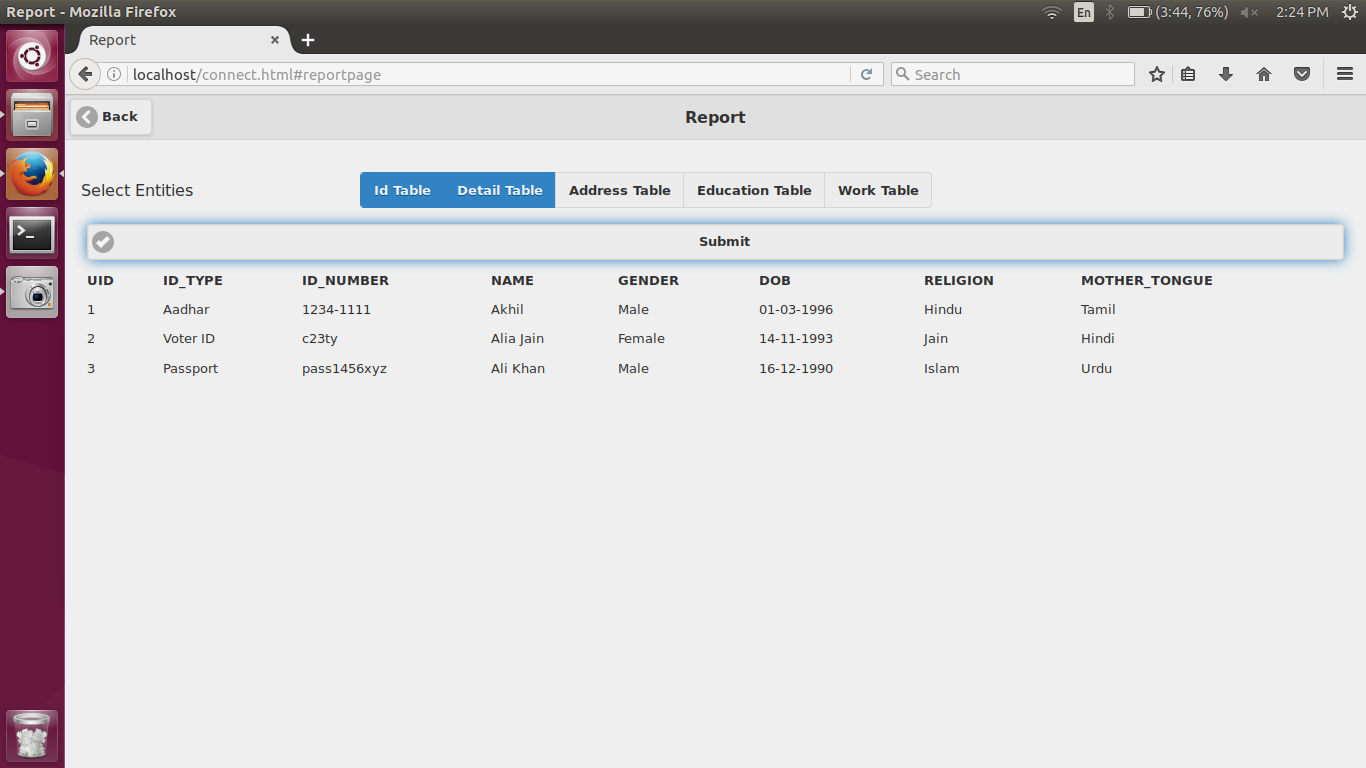 Report - Mozilla Firefox En (3:44, 76%) 2:24 PM
Report
localhost/connect.html#reportpage Search
Back Report
Select Entities Id Table Detail Table Address Table Education Table Work Table
Submit
UID ID_TYPE ID_NUMBER NAME GENDER DOB RELIGION MOTHER_TONGUE
1 Aadhar 1234-1111 Akhil Male 01-03-1996 Hindu Tamil
2 Voter ID c23ty Alia Jain Female 14-11-1993 Jain Hindi
3 Passport pass1456xyz Ali Khan Male 16-12-1990 Islam Urdu